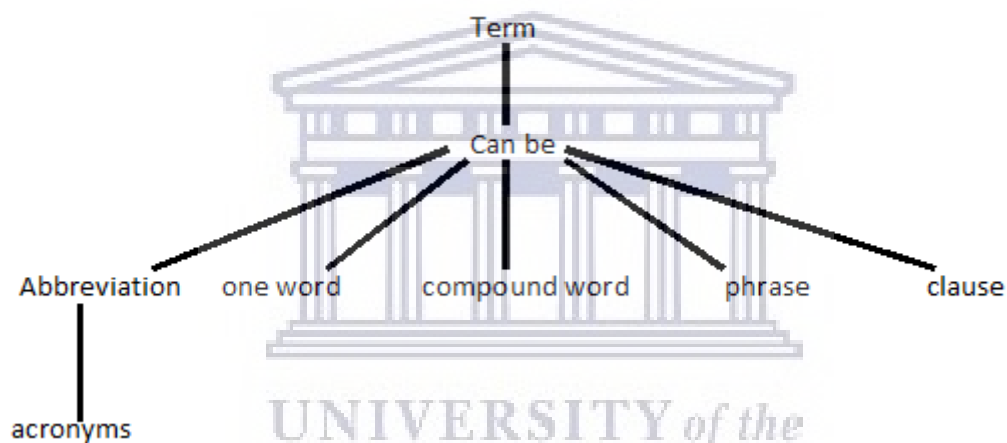 Term
Can be
Abbreviation one word compound word phrase clause
acronyms
UNIVERSITY of the